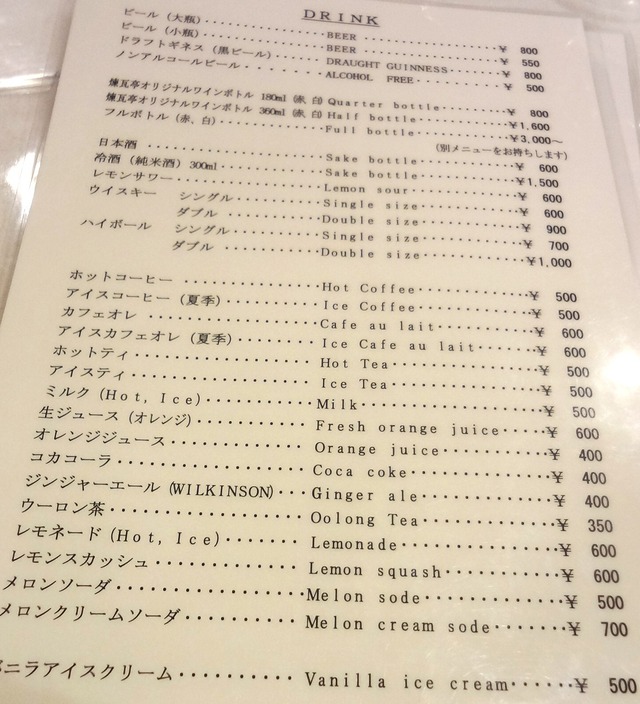 DRINK
ビール (大瓶)・・・・・・・・・・・・BEER・・・・・・・・・・・・¥ 800
ビール (小瓶)・・・・・・・・・・・・BEER・・・・・・・・・・・・¥ 550
ドラフトギネス (黒ビール)・・・・・・DRAUGHT GUINNESS・・・・・・¥ 800
ノンアルコールビール・・・・・・・・ALCOHOL FREE・・・・・・・・¥ 500
煉瓦亭オリジナルワインボトル 180ml (赤, 白) Quarter bottle・・・・・・¥ 800
煉瓦亭オリジナルワインボトル 360ml (赤, 白) Half bottle・・・・・・¥1,600
フルボトル (赤、白)・・・・・・・・・・Full bottle・・・・・・・・¥3,000～
(別メニューをお持ちします)
日本酒・・・・・・・・・・・・・・Sake bottle・・・・・・・・¥ 600
冷酒 (純米酒) 300ml・・・・・・・・Sake bottle・・・・・・・・¥1,500
レモンサワー・・・・・・・・・・・・Lemon sour・・・・・・・・・¥ 600
ウイスキー シングル・・・・・・・・Single size・・・・・・・・¥ 600
ダブル・・・・・・・・・・Double size・・・・・・・・¥ 900
ハイボール シングル・・・・・・・・Single size・・・・・・・・¥ 700
ダブル・・・・・・・・・・Double size・・・・・・・・¥1,000
ホットコーヒー・・・・・・・・・・・・Hot Coffee・・・・・・・・・¥ 500
アイスコーヒー (夏季)・・・・・・・・Ice Coffee・・・・・・・・・¥ 500
カフェオレ・・・・・・・・・・・・・Cafe au lait・・・・・・・・¥ 600
アイスカフェオレ (夏季)・・・・・・・Ice Cafe au lait・・・・・・¥ 600
ホットティ・・・・・・・・・・・・・Hot Tea・・・・・・・・・・・¥ 500
アイスティ・・・・・・・・・・・・・Ice Tea・・・・・・・・・・・¥ 500
ミルク (Hot, Ice)・・・・・・・・・Milk・・・・・・・・・・・・・¥ 500
生ジュース (オレンジ)・・・・・・・・Fresh orange juice・・・・・¥ 600
オレンジジュース・・・・・・・・・・Orange juice・・・・・・・・¥ 400
コカコーラ・・・・・・・・・・・・・Coca coke・・・・・・・・・・¥ 400
ジンジャーエール (WILKINSON)・・・Ginger ale・・・・・・・・・¥ 400
ウーロン茶・・・・・・・・・・・・・Oolong Tea・・・・・・・・・¥ 350
レモネード (Hot, Ice)・・・・・・・Lemonade・・・・・・・・・・¥ 600
レモンスカッシュ・・・・・・・・・・Lemon squash・・・・・・・・¥ 600
メロンソーダ・・・・・・・・・・・・Melon sode・・・・・・・・・¥ 500
メロンクリームソーダ・・・・・・・・Melon cream sode・・・・・・¥ 700
バニラアイスクリーム・・・・・・・・・・Vanilla ice cream・・・・・・¥ 500